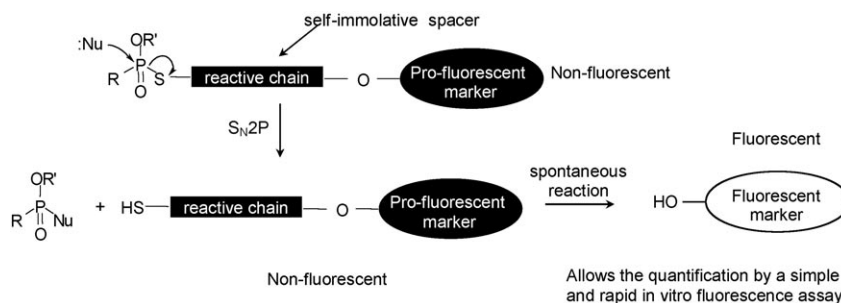 self-immolative spacer
:Nu
OR'
R
P
S
O
reactive chain
O
Pro-fluorescent
marker
Non-fluorescent
SN2P
Fluorescent
OR'
R
P
Nu
O
+
HS
reactive chain
O
Pro-fluorescent
marker
spontaneous
reaction
HO
Fluorescent
marker
Non-fluorescent
Allows the quantification by a simple
and rapid in vitro fluorescence assay